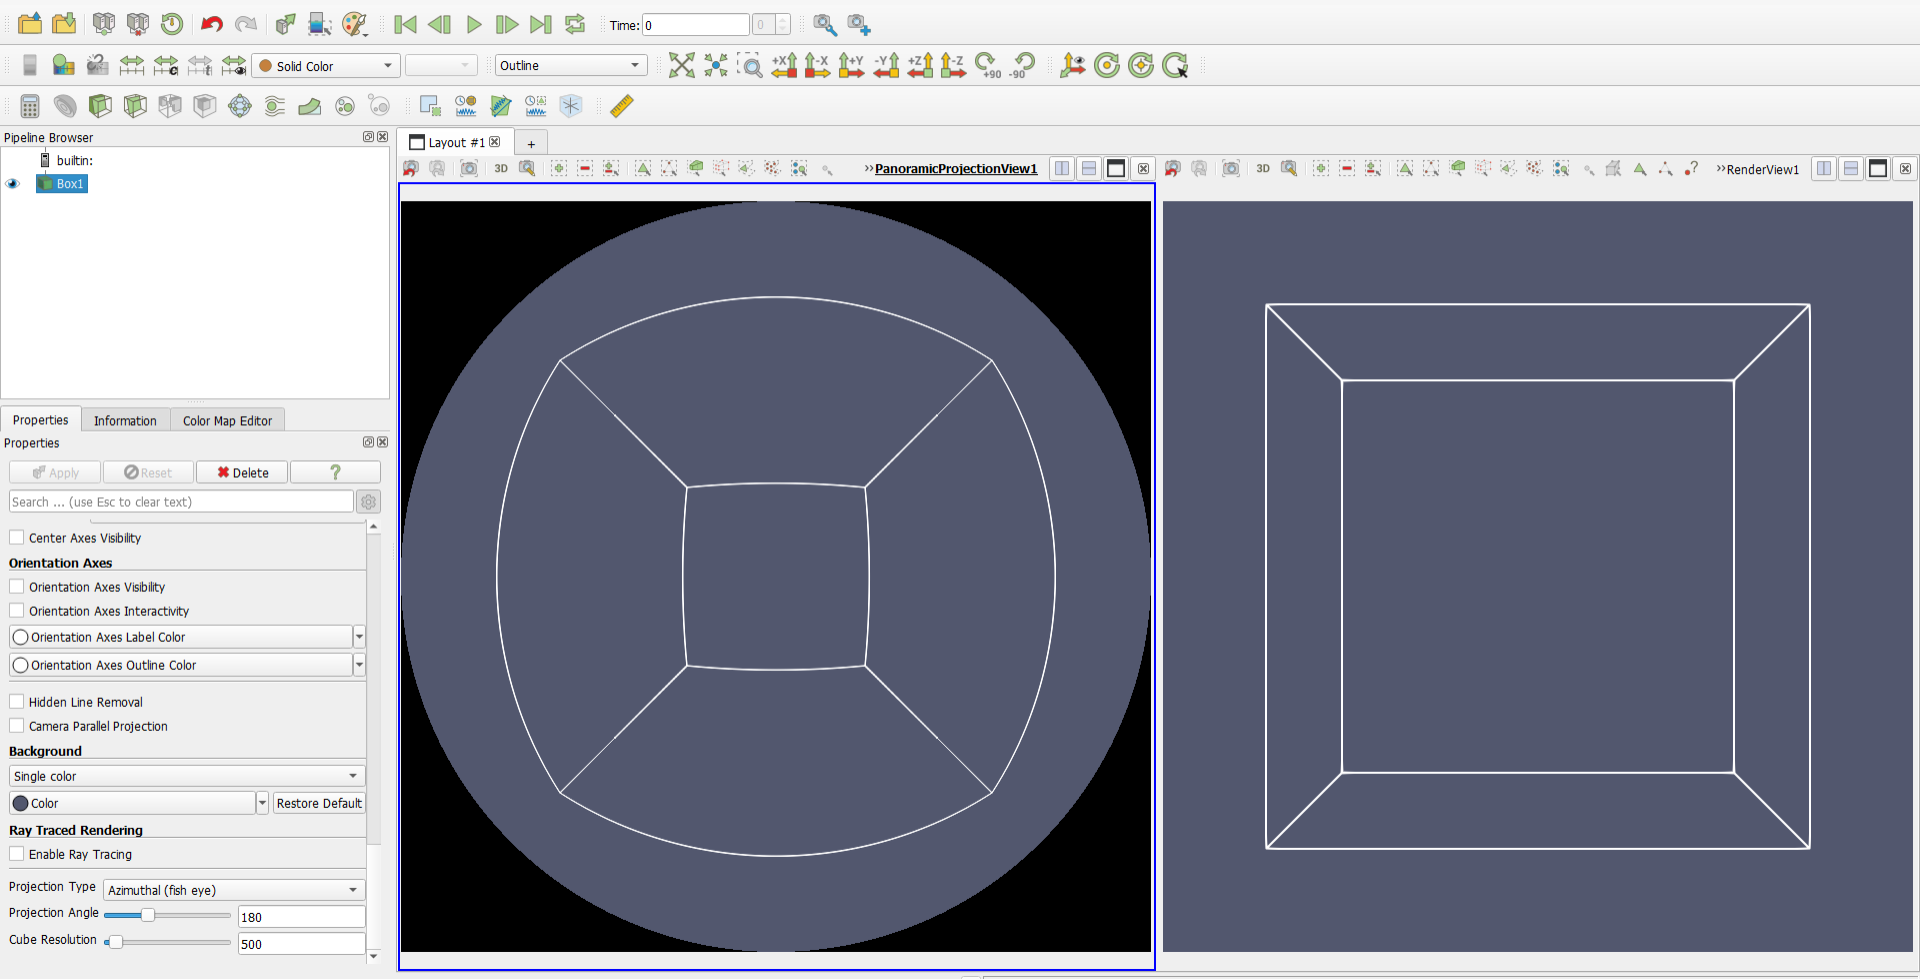 Time: 0 0
Solid Color Outline +X -X +Y -Y +Z -Z +90 -90
Pipeline Browser
builtin:
Box1
Layout #1 +
3D »PanoramicProjectionView1 3D »RenderView1
Properties Information Color Map Editor
Properties
Apply Reset Delete ?
Search ... (use Esc to clear text)
Center Axes Visibility
Orientation Axes
Orientation Axes Visibility
Orientation Axes Interactivity
Orientation Axes Label Color
Orientation Axes Outline Color
Hidden Line Removal
Camera Parallel Projection
Background
Single color
Color Restore Default
Ray Traced Rendering
Enable Ray Tracing
Projection Type Azimuthal (fish eye)
Projection Angle 180
Cube Resolution 500